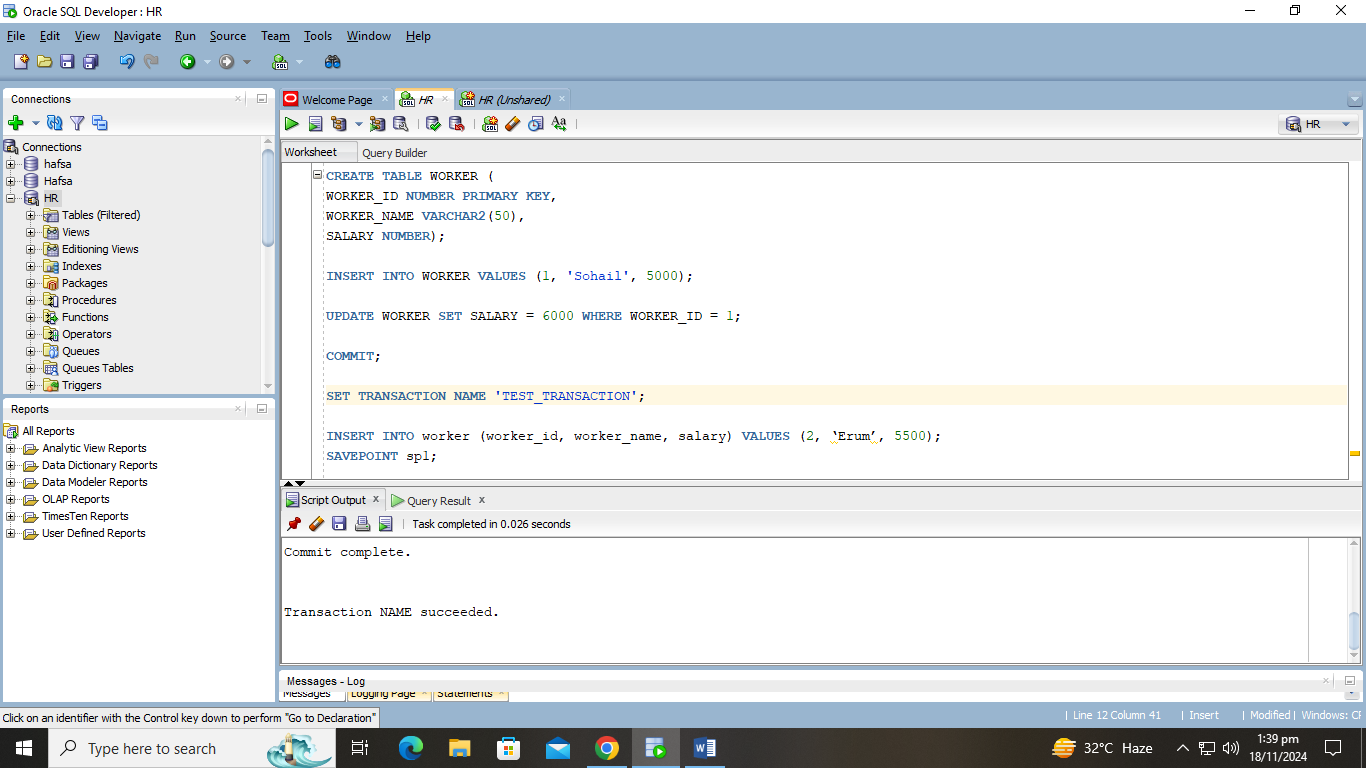 Oracle SQL Developer : HR
File Edit View Navigate Run Source Team Tools Window Help
Connections
Connections
hafsa
Hafsa
HR
Tables (Filtered)
Views
Editioning Views
Indexes
Packages
Procedures
Functions
Operators
Queues
Queues Tables
Triggers
Reports
All Reports
Analytic View Reports
Data Dictionary Reports
Data Modeler Reports
OLAP Reports
TimesTen Reports
User Defined Reports
Welcome Page HR HR (Unshared)
HR
Worksheet Query Builder
CREATE TABLE WORKER (
WORKER_ID NUMBER PRIMARY KEY,
WORKER_NAME VARCHAR2(50),
SALARY NUMBER);
INSERT INTO WORKER VALUES (1, 'Sohail', 5000);
UPDATE WORKER SET SALARY = 6000 WHERE WORKER_ID = 1;
COMMIT;
SET TRANSACTION NAME 'TEST_TRANSACTION';
INSERT INTO worker (worker_id, worker_name, salary) VALUES (2, ‘Erum’, 5500);
SAVEPOINT sp1;
Script Output Query Result
Task completed in 0.026 seconds
Commit complete.
Transaction NAME succeeded.
Messages - Log
Messages Logging Page Statements
Click on an identifier with the Control key down to perform "Go to Declaration"
Line 12 Column 41 Insert Modified Windows: CF
Type here to search
32°C Haze
1:39 pm
18/11/2024